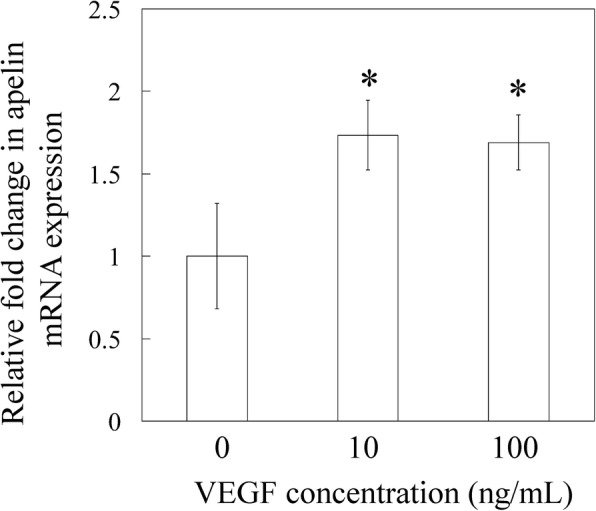 Relative fold change in apelin
mRNA expression
2.5
2
1.5
1
0.5
0
*
*
0 10 100
VEGF concentration (ng/mL)